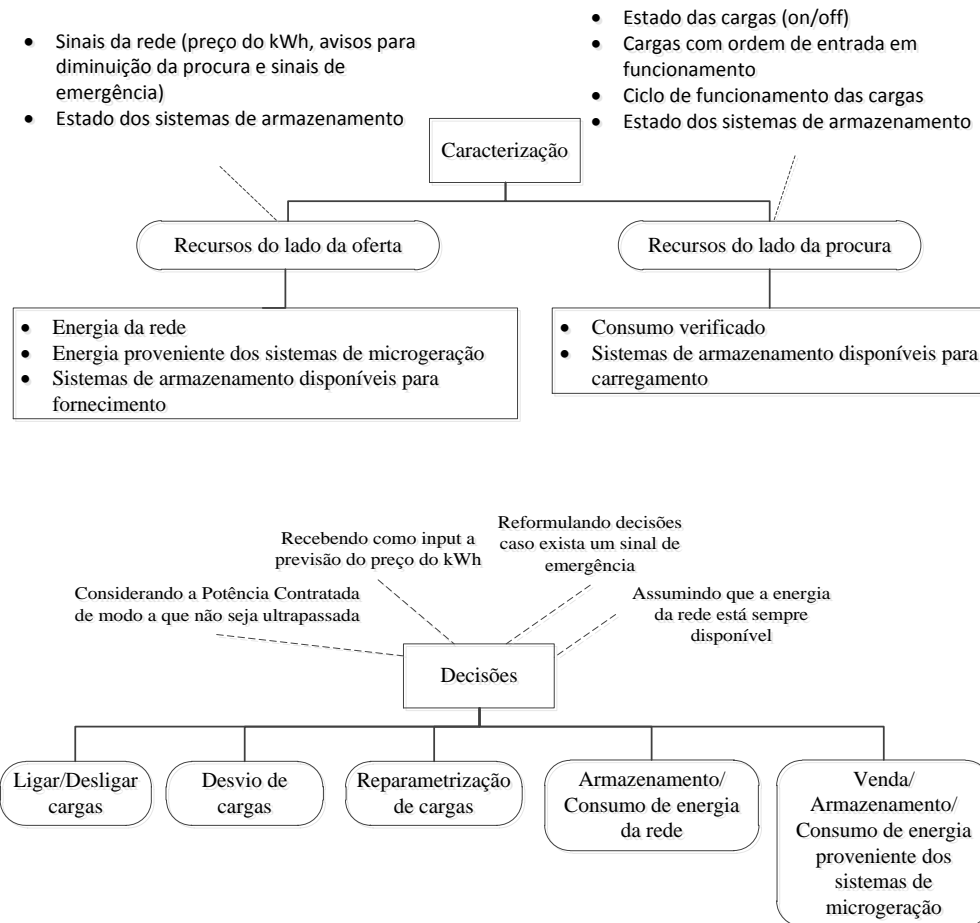 • Sinais da rede (preço do kWh, avisos para
diminuição da procura e sinais de
emergência)
• Estado dos sistemas de armazenamento
• Estado das cargas (on/off)
• Cargas com ordem de entrada em
funcionamento
• Ciclo de funcionamento das cargas
• Estado dos sistemas de armazenamento
Caracterização
Recursos do lado da oferta
Recursos do lado da procura
• Energia da rede
• Energia proveniente dos sistemas de microgeração
• Sistemas de armazenamento disponíveis para
fornecimento
• Consumo verificado
• Sistemas de armazenamento disponíveis para
carregamento
Considerando a Potência Contratada
de modo a que não seja ultrapassada
Recebendo como input a
previsão do preço do kWh
Reformulando decisões
caso exista um sinal de
emergência
Assumindo que a energia
da rede está sempre
disponível
Decisões
Ligar/Desligar
cargas
Desvio de
cargas
Reparametrização
de cargas
Armazenamento/
Consumo de energia
da rede
Venda/
Armazenamento/
Consumo de energia
proveniente dos
sistemas de
microgeração